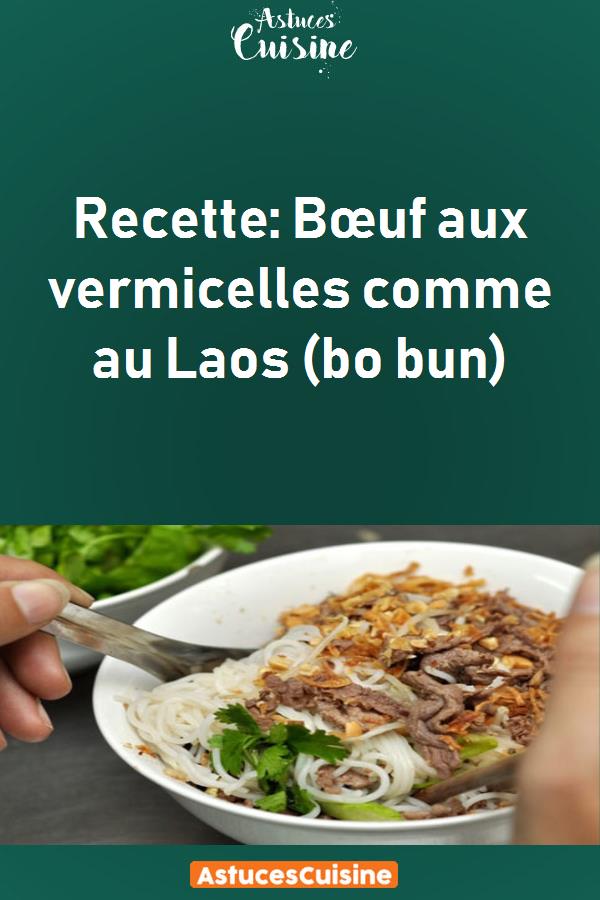 Astuces
Cuisine
Recette: Bœuf aux
vermicelles comme
au Laos (bo bun)
AstucesCuisine